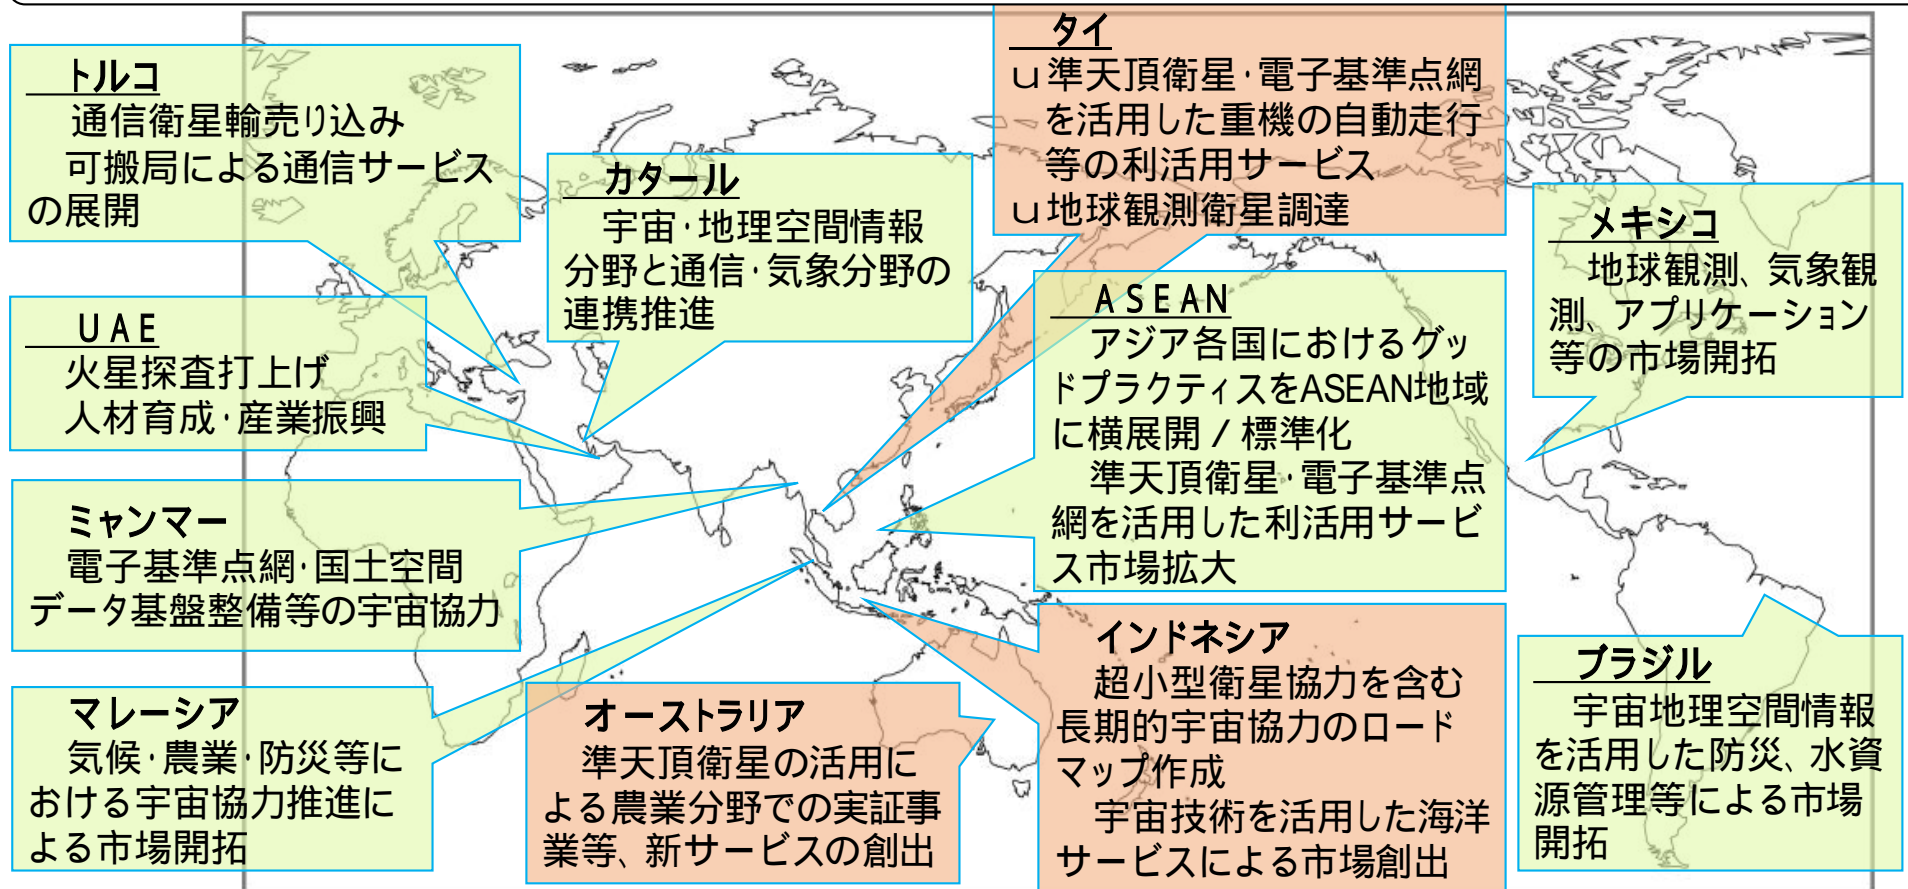 トルコ
通信衛星輸売り込み
可搬局による通信サービス
の展開
カタール
宇宙･地理空間情報
分野と通信･気象分野の
連携推進
タイ
u準天頂衛星･電子基準点網
を活用した重機の自動走行
等の利活用サービス
u地球観測衛星調達
メキシコ
地球観測、気象観
測、アプリケーション
等の市場開拓
UAE
火星探査打上げ
人材育成･産業振興
ASEAN
アジア各国におけるグッ
ドプラクティスをASEAN地域
に横展開/標準化
準天頂衛星･電子基準点
網を活用した利活用サービ
ス市場拡大
ミャンマー
電子基準点網･国土空間
データ基盤整備等の宇宙協力
マレーシア
気候･農業･防災等に
おける宇宙協力推進に
よる市場開拓
オーストラリア
準天頂衛星の活用に
よる農業分野での実証事
業等、新サービスの創出
インドネシア
超小型衛星協力を含む
長期的宇宙協力のロード
マップ作成
宇宙技術を活用した海洋
サービスによる市場創出
ブラジル
宇宙地理空間情報
を活用した防災、水資
源管理等による市場
開拓